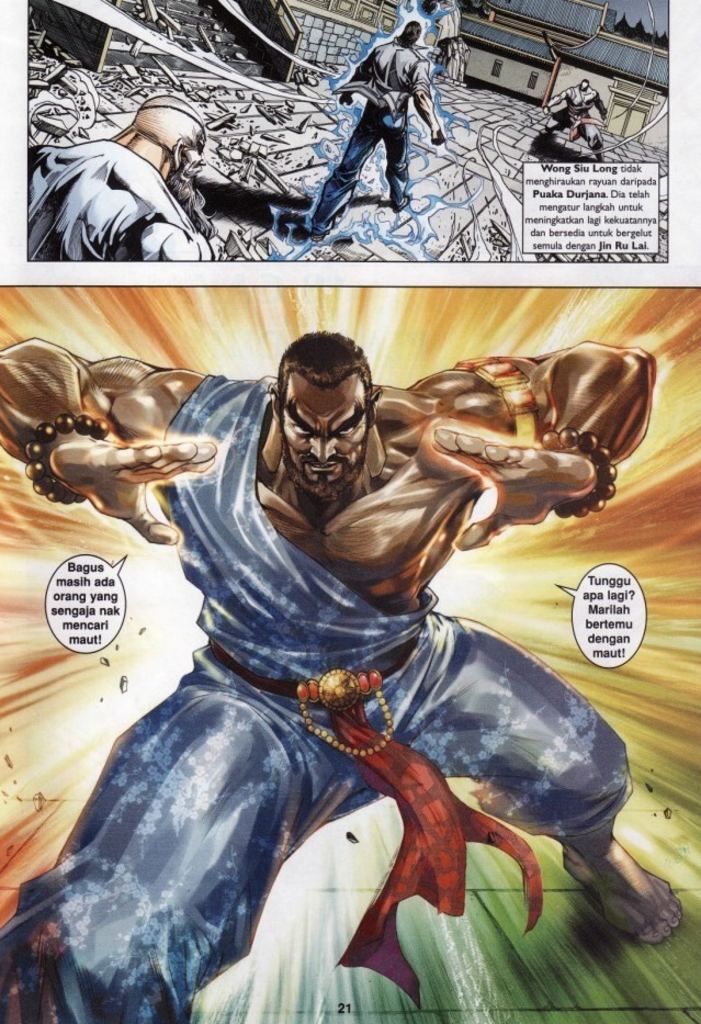 Wong Siu Long tidak
menghiraukan rayuan daripada
Puaka Durjana. Dia telah
mengatur langkah untuk
meningkatkan lagi kekuatannya
dan bersedia untuk bergelut
semula dengan Jin Ru Lai.
Bagus
masih ada
orang yang
sengaja nak
mencari
maut!
Tunggu
apa lagi?
Marilah
bertemu
dengan
maut!
21